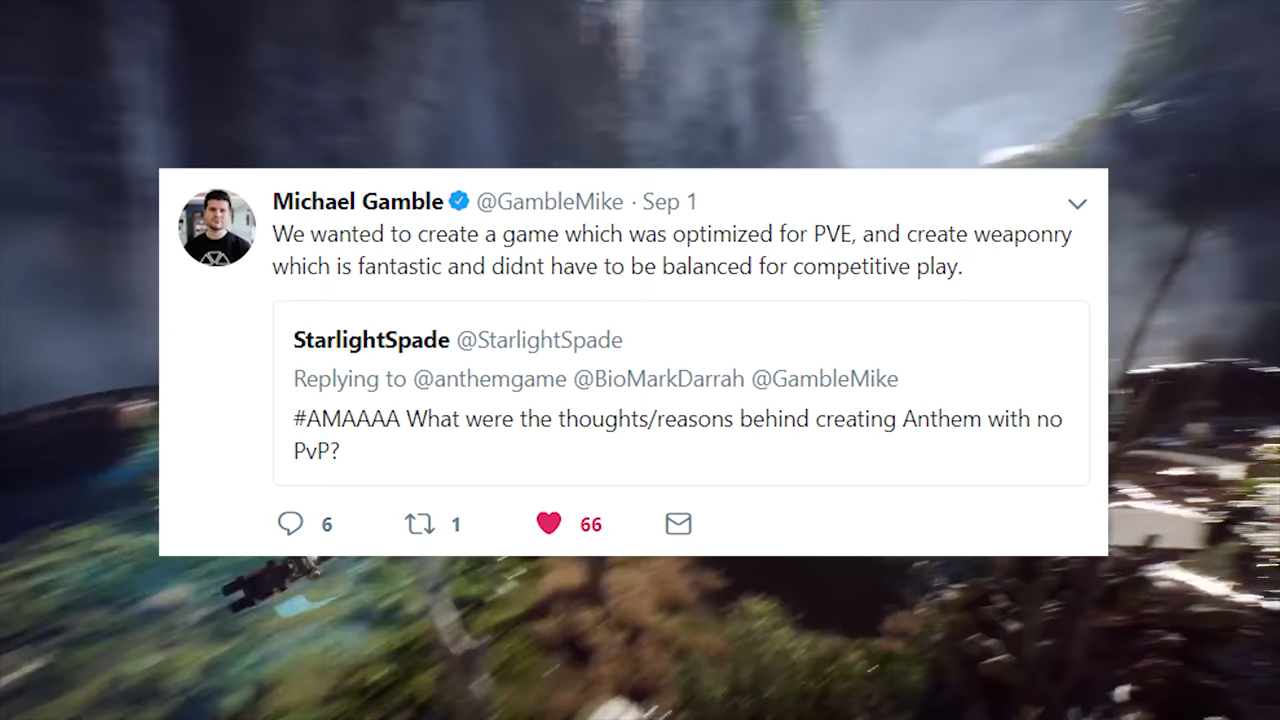 Michael Gamble @GambleMike · Sep 1
We wanted to create a game which was optimized for PVE, and create weaponry
which is fantastic and didnt have to be balanced for competitive play.
StarlightSpade @StarlightSpade
Replying to @anthemgame @BioMarkDarrah @GambleMike
#AMAAAA What were the thoughts/reasons behind creating Anthem with no
PvP?
6 1 66